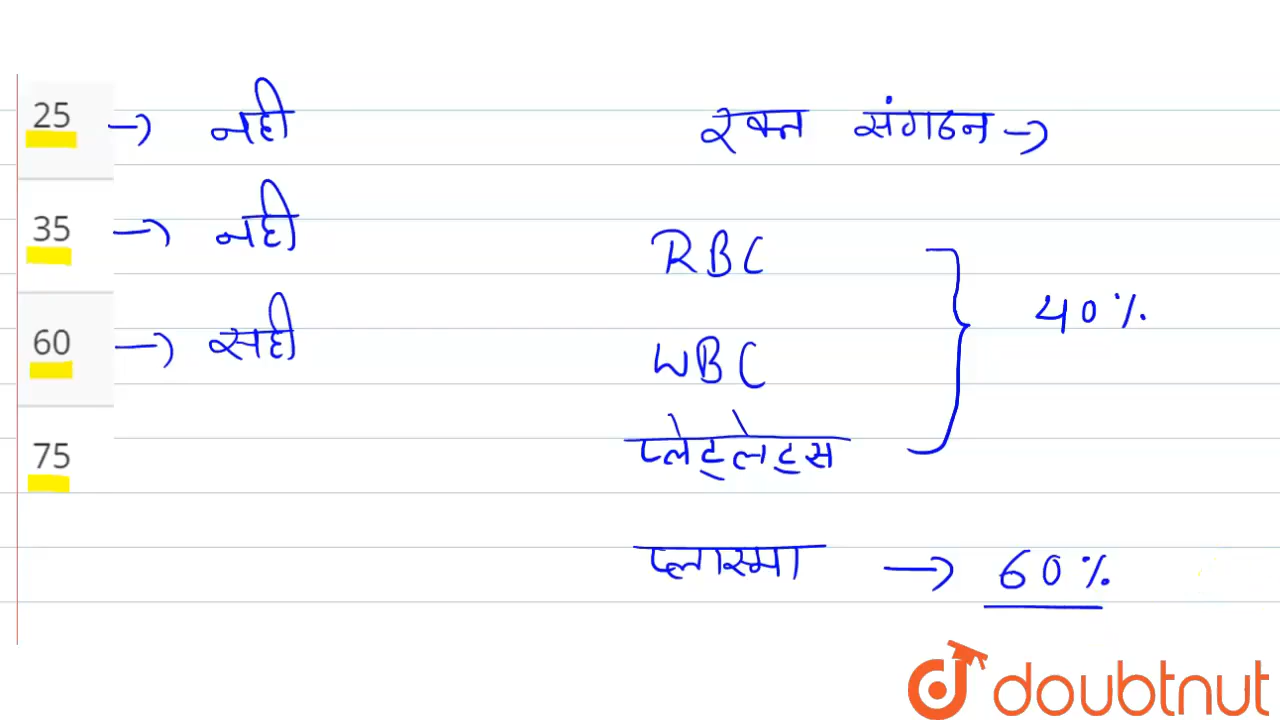 25 → नही
35 → नही
60 → सही
75
रक्त संगठन →
RBC
WBC
प्लेट्लेट्स
40%
प्लास्मा → 60%
doubtnut